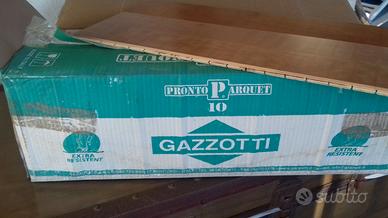 PRONTO PARQUET
10
GAZZOTTI
EXTRA
RESISTENT
EXTRA
RESISTENT
subito